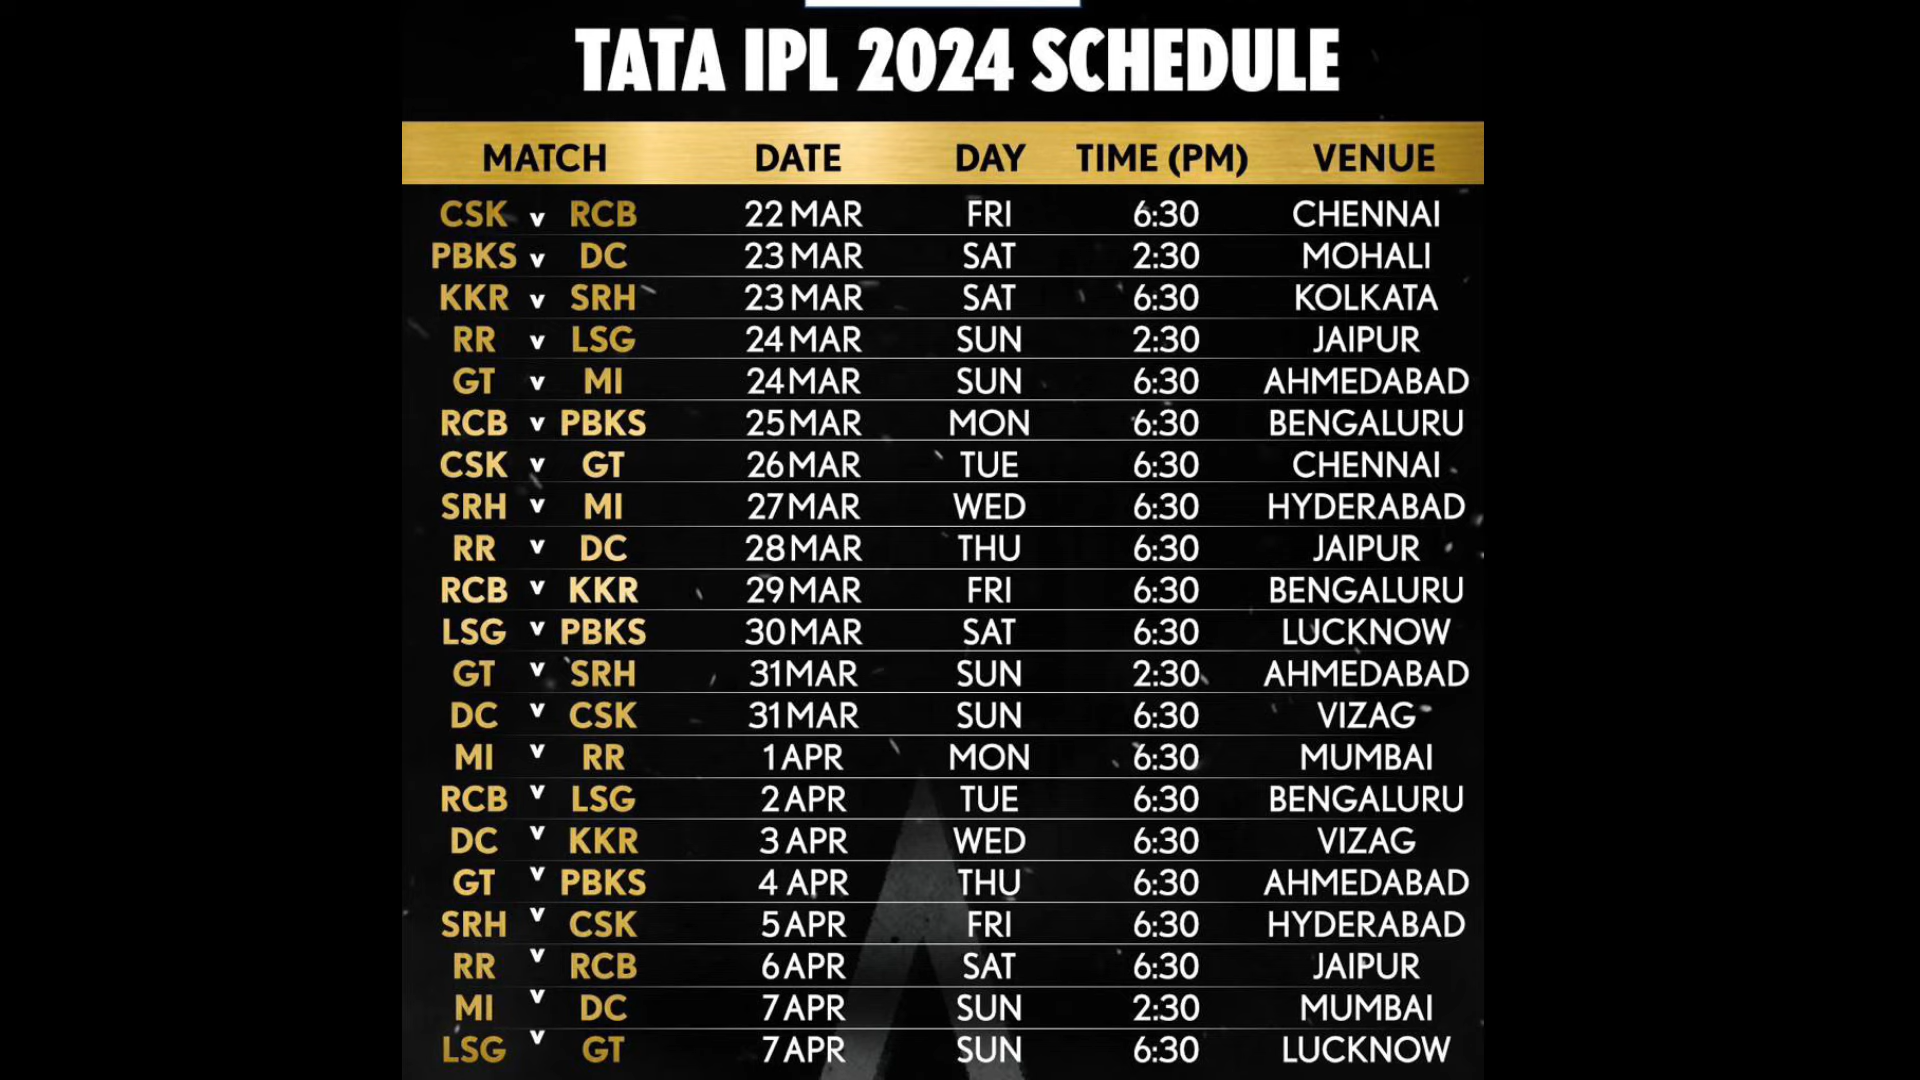 TATA IPL 2024 SCHEDULE
MATCH DATE DAY TIME (PM) VENUE
CSK v RCB 22 MAR FRI 6:30 CHENNAI
PBKS v DC 23 MAR SAT 2:30 MOHALI
KKR v SRH 23 MAR SAT 6:30 KOLKATA
RR v LSG 24 MAR SUN 2:30 JAIPUR
GT v MI 24 MAR SUN 6:30 AHMEDABAD
RCB v PBKS 25 MAR MON 6:30 BENGALURU
CSK v GT 26 MAR TUE 6:30 CHENNAI
SRH v MI 27 MAR WED 6:30 HYDERABAD
RR v DC 28 MAR THU 6:30 JAIPUR
RCB v KKR 29 MAR FRI 6:30 BENGALURU
LSG v PBKS 30 MAR SAT 6:30 LUCKNOW
GT v SRH 31 MAR SUN 2:30 AHMEDABAD
DC v CSK 31 MAR SUN 6:30 VIZAG
MI v RR 1 APR MON 6:30 MUMBAI
RCB v LSG 2 APR TUE 6:30 BENGALURU
DC v KKR 3 APR WED 6:30 VIZAG
GT v PBKS 4 APR THU 6:30 AHMEDABAD
SRH v CSK 5 APR FRI 6:30 HYDERABAD
RR v RCB 6 APR SAT 6:30 JAIPUR
MI v DC 7 APR SUN 2:30 MUMBAI
LSG v GT 7 APR SUN 6:30 LUCKNOW